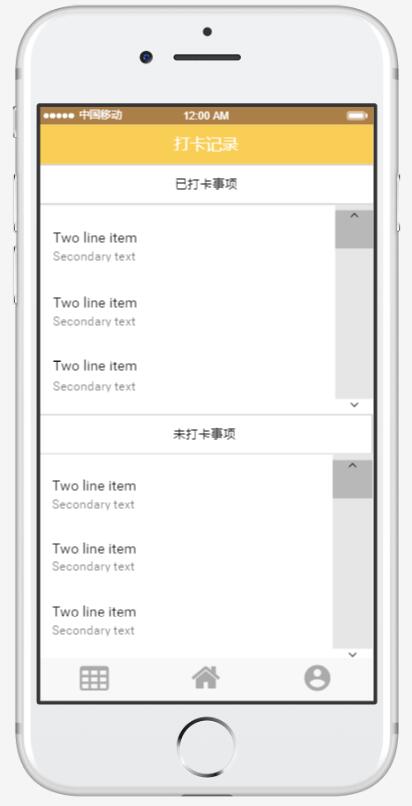 中国移动 12:00 AM
打卡记录
已打卡事项
Two line item
Secondary text
Two line item
Secondary text
Two line item
Secondary text
未打卡事项
Two line item
Secondary text
Two line item
Secondary text
Two line item
Secondary text